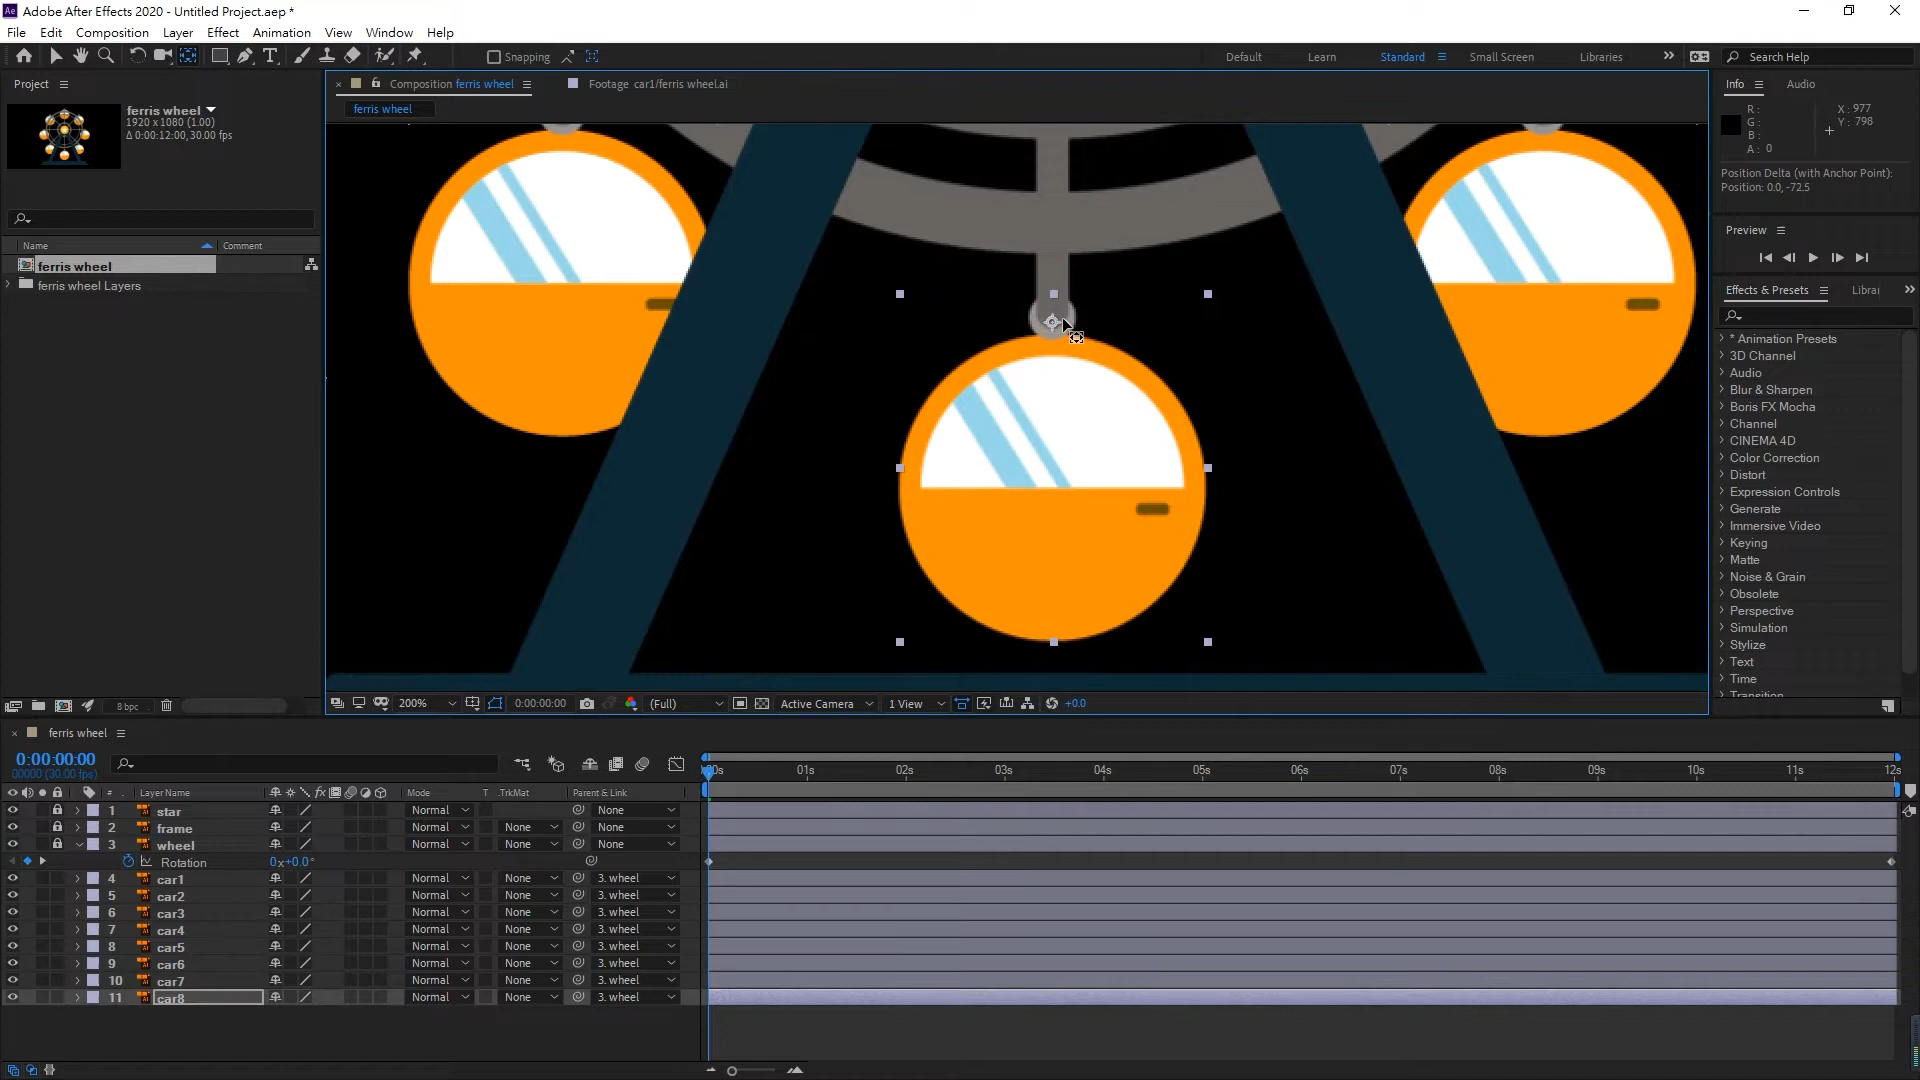 Ae Adobe After Effects 2020 - Untitled Project.aep *
File Edit Composition Layer Effect Animation View Window Help
Snapping
Default Learn Standard Small Screen Libraries
Search Help
Project
ferris wheel
1920 x 1080 (1.00)
Δ 0:00:12:00, 30.00 fps
Name Comment
ferris wheel
ferris wheel Layers
8 bpc
Composition ferris wheel
Footage car1/ferris wheel.ai
ferris wheel
200%
0:00:00:00
(Full)
Active Camera
1 View
+0.0
Info Audio
R :
G :
B :
A : 0
X : 977
Y : 798
Position Delta (with Anchor Point):
Position: 0.0, -72.5
Preview
Effects & Presets Librar
* Animation Presets
3D Channel
Audio
Blur & Sharpen
Boris FX Mocha
Channel
CINEMA 4D
Color Correction
Distort
Expression Controls
Generate
Immersive Video
Keying
Matte
Noise & Grain
Obsolete
Perspective
Simulation
Stylize
Text
Time
Transition
ferris wheel
0:00:00:00
00000 (30.00 fps)
:00s 01s 02s 03s 04s 05s 06s 07s 08s 09s 10s 11s 12s
# Layer Name fx Mode T .TrkMat Parent & Link
1 star Normal None
2 frame Normal None None
3 wheel Normal None None
Rotation 0x+0.0°
4 car1 Normal None 3. wheel
5 car2 Normal None 3. wheel
6 car3 Normal None 3. wheel
7 car4 Normal None 3. wheel
8 car5 Normal None 3. wheel
9 car6 Normal None 3. wheel
10 car7 Normal None 3. wheel
11 car8 Normal None 3. wheel